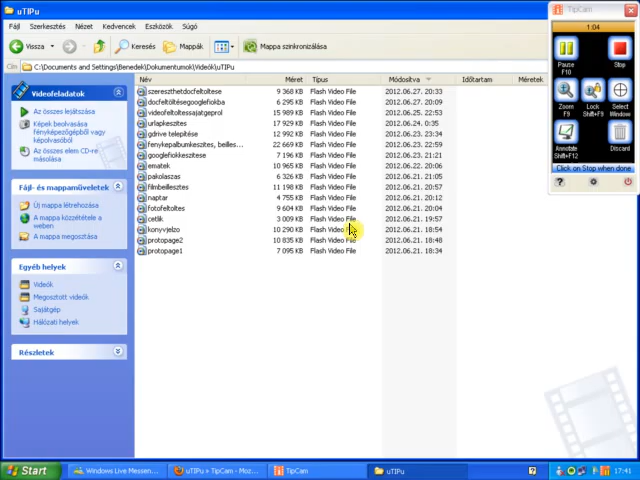 uTIPu
Fájl Szerkesztés Nézet Kedvencek Eszközök Súgó
Vissza Keresés Mappák Mappa szinkronizálása
Cím C:\Documents and Settings\Benedek\Dokumentumok\Videók\uTIPu
Videofeladatok
Az összes lejátszása
Képek beolvasása
fényképezőgépből vagy
képolvasóból
Az összes elem CD-re
másolása
Fájl- és mappaműveletek
Új mappa létrehozása
A mappa közzététele a
webben
A mappa megosztása
Egyéb helyek
Videók
Megosztott videók
Sajátgép
Hálózati helyek
Részletek
Név Méret Típus Módosítva Időtartam Méretek
szereszthetdocfeltoltese 9 368 KB Flash Video File 2012.06.27. 20:33
docfeltöltésegooglefiokba 6 295 KB Flash Video File 2012.06.27. 20:09
videofeltoltessajatgeprol 15 989 KB Flash Video File 2012.06.25. 22:53
urlapkeszites 17 929 KB Flash Video File 2012.06.24. 0:35
gdrive telepitése 12 992 KB Flash Video File 2012.06.23. 23:34
fenykepalbumkeszites, beilles... 22 669 KB Flash Video File 2012.06.23. 22:53
googlefiokkeszitese 7 196 KB Flash Video File 2012.06.23. 21:21
ematek 10 965 KB Flash Video File 2012.06.22. 20:06
pakolaszas 6 326 KB Flash Video File 2012.06.21. 21:05
filmbeillesztes 11 198 KB Flash Video File 2012.06.21. 20:57
naptar 4 755 KB Flash Video File 2012.06.21. 20:12
fotofeltoltes 9 604 KB Flash Video File 2012.06.21. 20:04
cetlik 3 009 KB Flash Video File 2012.06.21. 19:57
konyvjelzo 10 290 KB Flash Video File 2012.06.21. 18:54
protopage2 10 835 KB Flash Video File 2012.06.21. 18:48
protopage1 7 095 KB Flash Video File 2012.06.21. 18:34
TipCam
1:04
Pause
F10
Stop
Zoom
F9
Lock
Shift+F9
Select
Window
Annotate
Shift+F12
Discard
Click on Stop when done
Start Windows Live Messen... uTIPu » TipCam - Moz... TipCam uTIPu 17:41